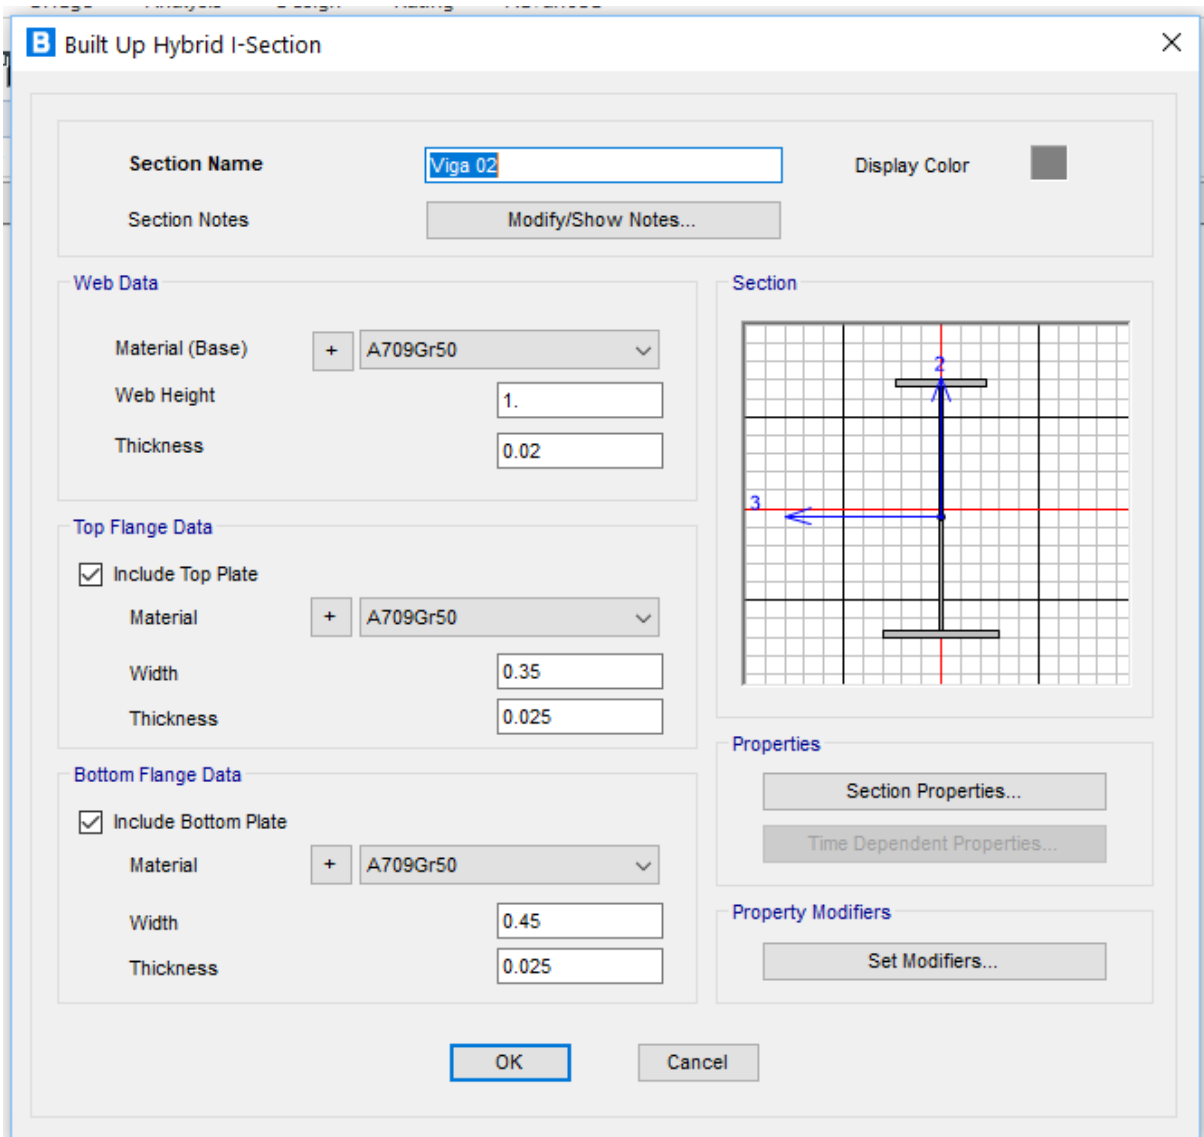 B Built Up Hybrid I-Section
Section Name Viga 02 Display Color
Section Notes Modify/Show Notes...
Web Data
Material (Base) + A709Gr50
Web Height 1.
Thickness 0.02
Top Flange Data
Include Top Plate
Material + A709Gr50
Width 0.35
Thickness 0.025
Bottom Flange Data
Include Bottom Plate
Material + A709Gr50
Width 0.45
Thickness 0.025
Section
2
3
Properties
Section Properties...
Time Dependent Properties...
Property Modifiers
Set Modifiers...
OK Cancel